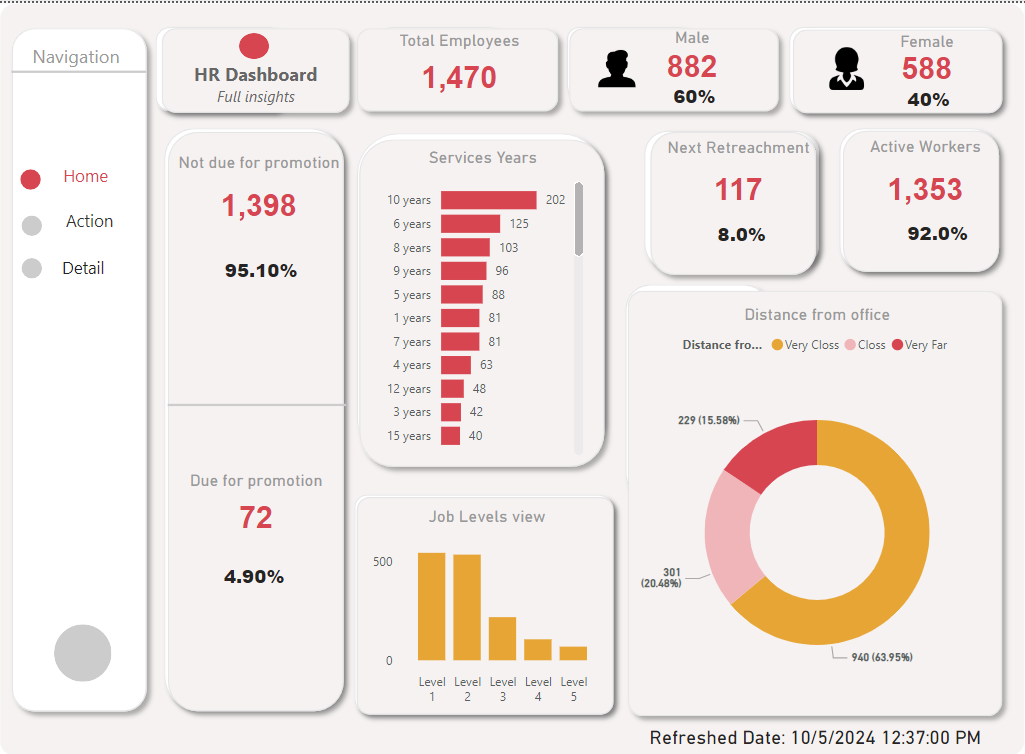 Navigation
Home
Action
Detail
HR Dashboard
Full insights
Total Employees
1,470
Male
882
60%
Female
588
40%
Not due for promotion
1,398
95.10%
Due for promotion
72
4.90%
Services Years
10 years 202
6 years 125
8 years 103
9 years 96
5 years 88
1 years 81
7 years 81
4 years 63
12 years 48
3 years 42
15 years 40
Next Retreachment
117
8.0%
Active Workers
1,353
92.0%
Job Levels view
500
0
Level 1
Level 2
Level 3
Level 4
Level 5
Distance from office
Distance fro... Very Closs Closs Very Far
229 (15.58%)
301
(20.48%)
940 (63.95%)
Refreshed Date: 10/5/2024 12:37:00 PM